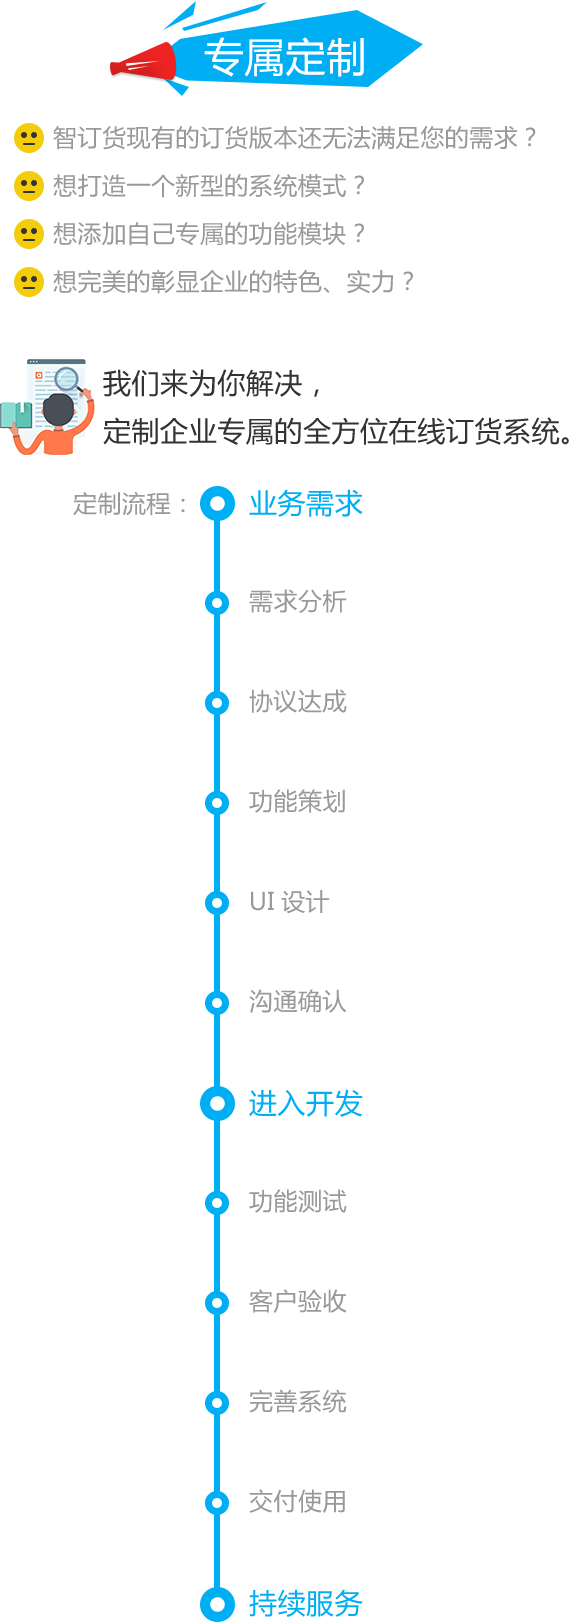 专属定制
智订货现有的订货版本还无法满足您的需求？
想打造一个新型的系统模式？
想添加自己专属的功能模块？
想完美的彰显企业的特色、实力？
我们来为你解决，
定制企业专属的全方位在线订货系统。
定制流程： 业务需求
需求分析
协议达成
功能策划
UI 设计
沟通确认
进入开发
功能测试
客户验收
完善系统
交付使用
持续服务